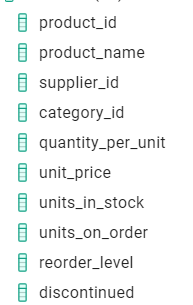 product_id
product_name
supplier_id
category_id
quantity_per_unit
unit_price
units_in_stock
units_on_order
reorder_level
discontinued